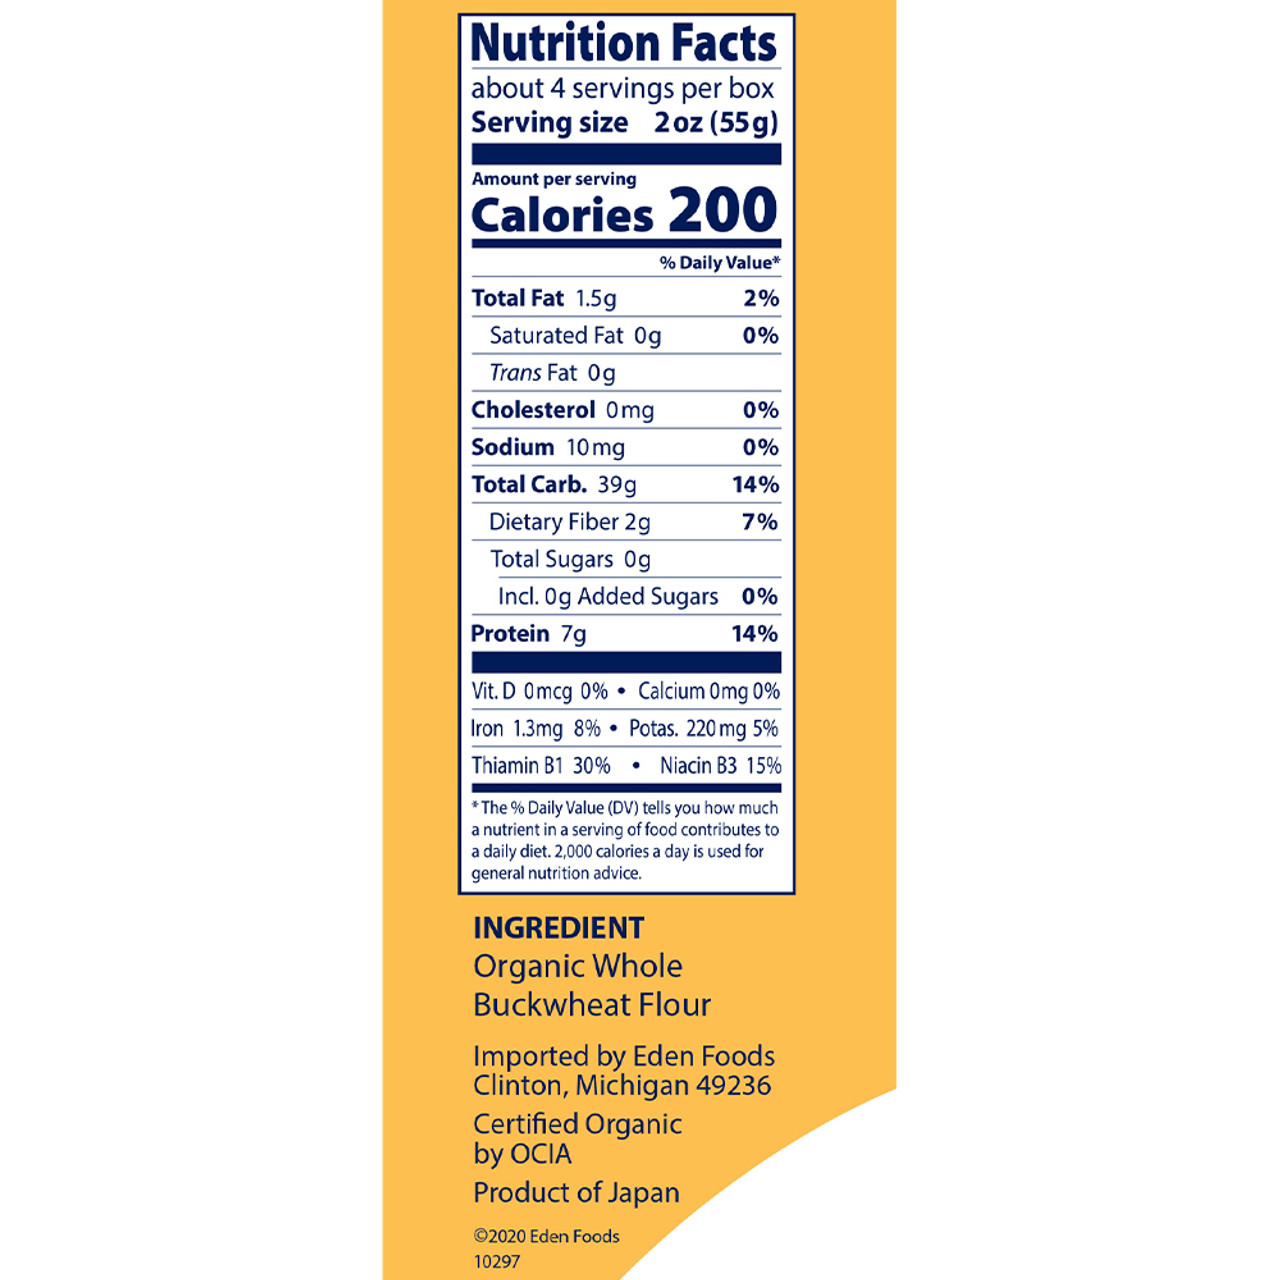 Nutrition Facts
about 4 servings per box
Serving size 2 oz (55g)
Amount per serving
Calories 200
% Daily Value*
Total Fat 1.5g 2%
Saturated Fat 0g 0%
Trans Fat 0g
Cholesterol 0mg 0%
Sodium 10mg 0%
Total Carb. 39g 14%
Dietary Fiber 2g 7%
Total Sugars 0g
Incl. 0g Added Sugars 0%
Protein 7g 14%
Vit. D 0mcg 0% • Calcium 0mg 0%
Iron 1.3mg 8% • Potas. 220mg 5%
Thiamin B1 30% • Niacin B3 15%
* The % Daily Value (DV) tells you how much
a nutrient in a serving of food contributes to
a daily diet. 2,000 calories a day is used for
general nutrition advice.
INGREDIENT
Organic Whole
Buckwheat Flour
Imported by Eden Foods
Clinton, Michigan 49236
Certified Organic
by OCIA
Product of Japan
©2020 Eden Foods
10297